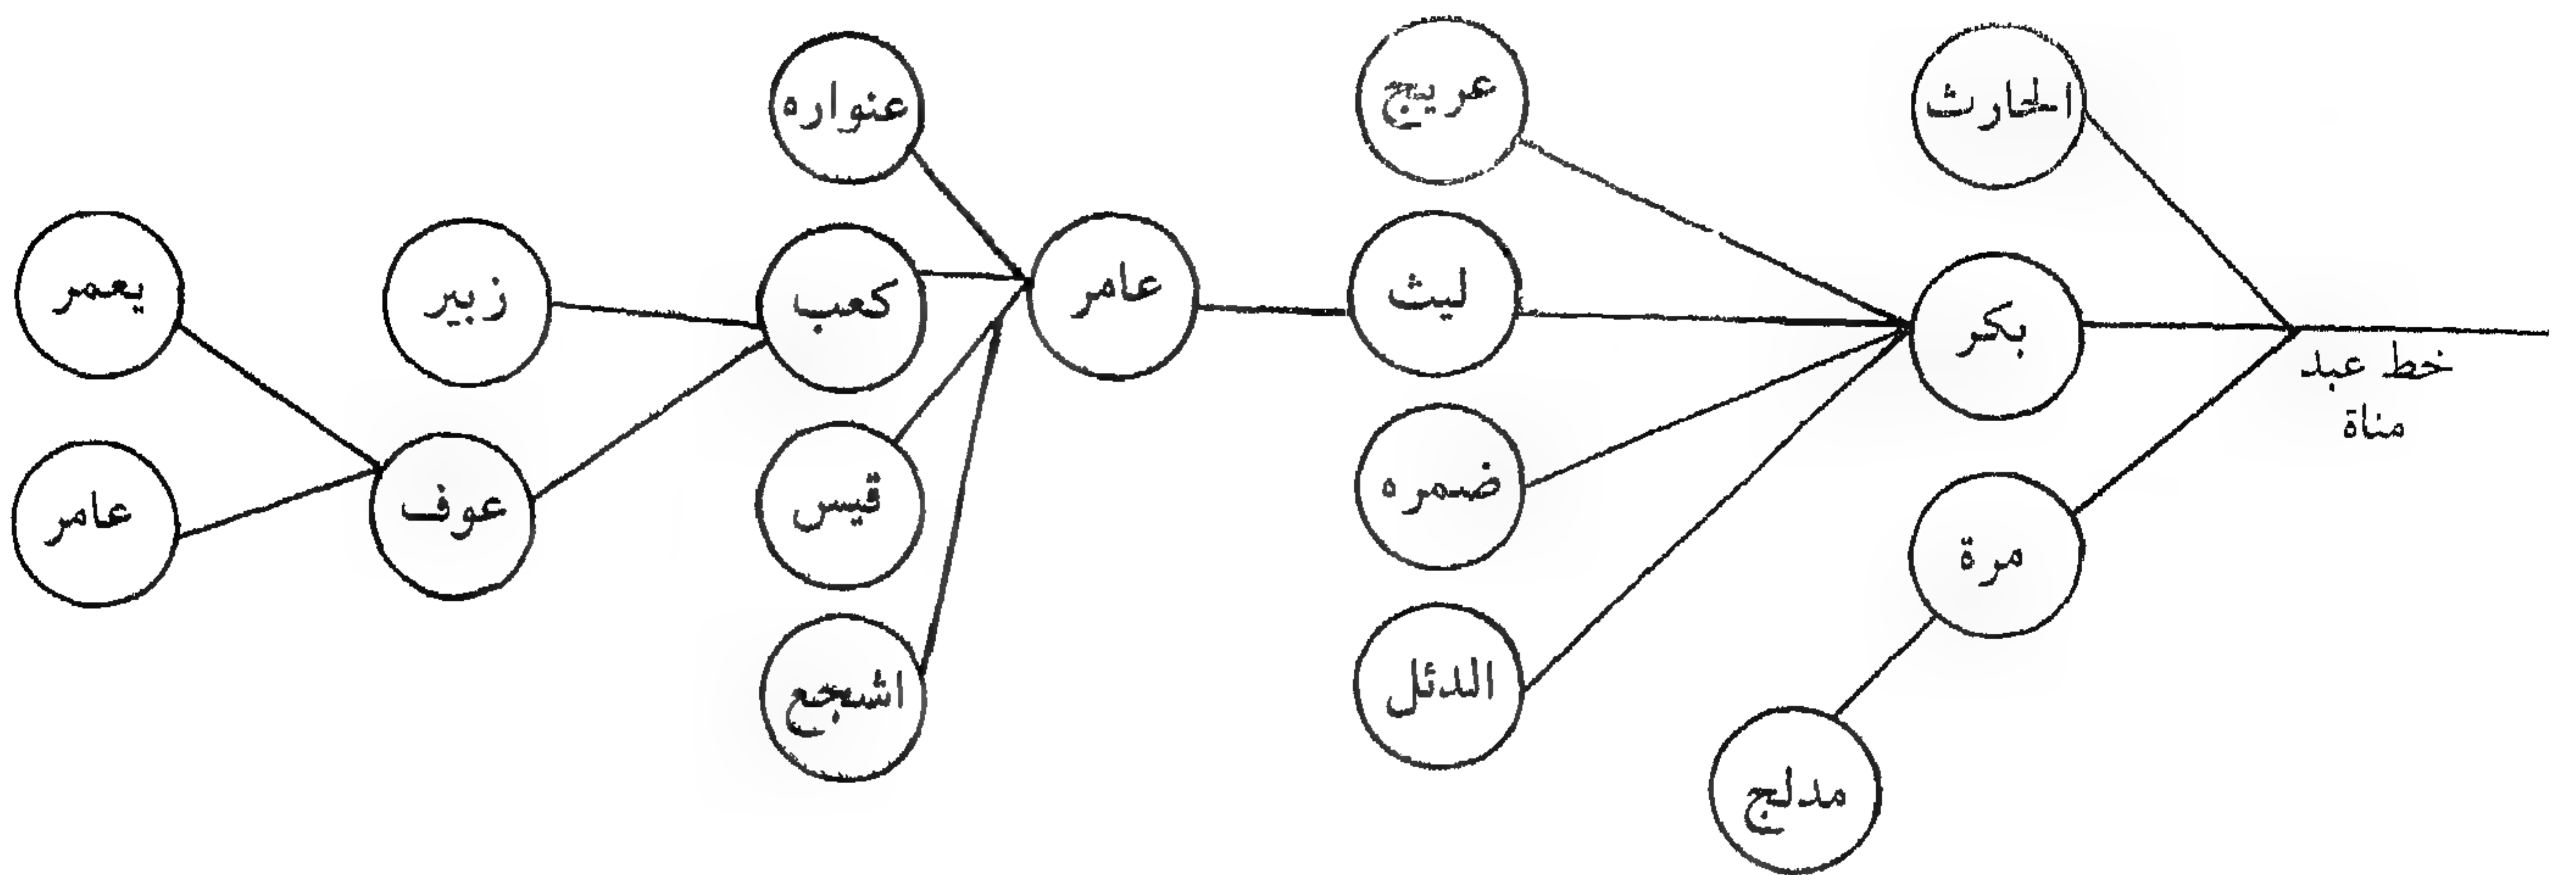 الحارث
بكر
خط عبد
مناة
مرة
مدلج
عريج
ليث
ضمره
الدئل
عامر
عنواره
كعب
قيس
اشجع
زبير
عوف
يعمر
عامر